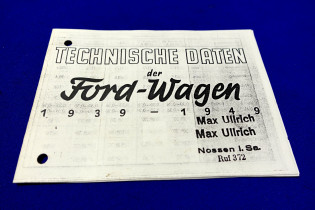 TECHNISCHE DATEN
der
Ford-Wagen
1939-1949
Max Ullrich
Max Ullrich
Nossen i. Sa.
Ruf 372